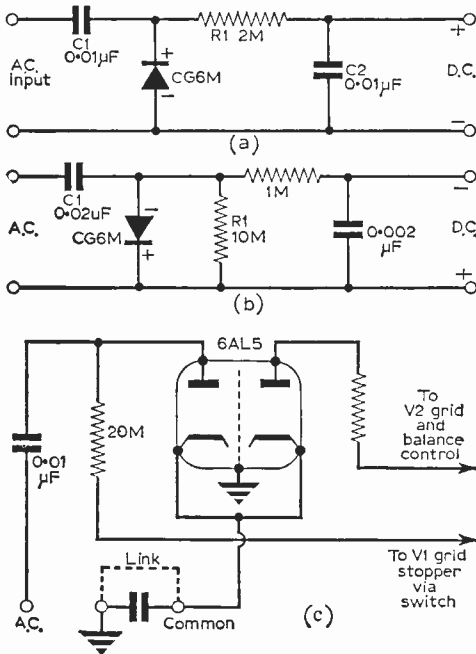 C1
0·01µF
R1 2M
+
A.C.
input
+
CG6M
−
C2
0·01µF
D.C.
−
(a)
C1
0·02uF
1M
−
A.C.
−
CG6M
+
R1
10M
0·002
µF
D.C.
+
(b)
6AL5
20M
0·01
µF
To
V2 grid
and
balance
control
To V1 grid
stopper
via
switch
Link
A.C.
Common
(c)